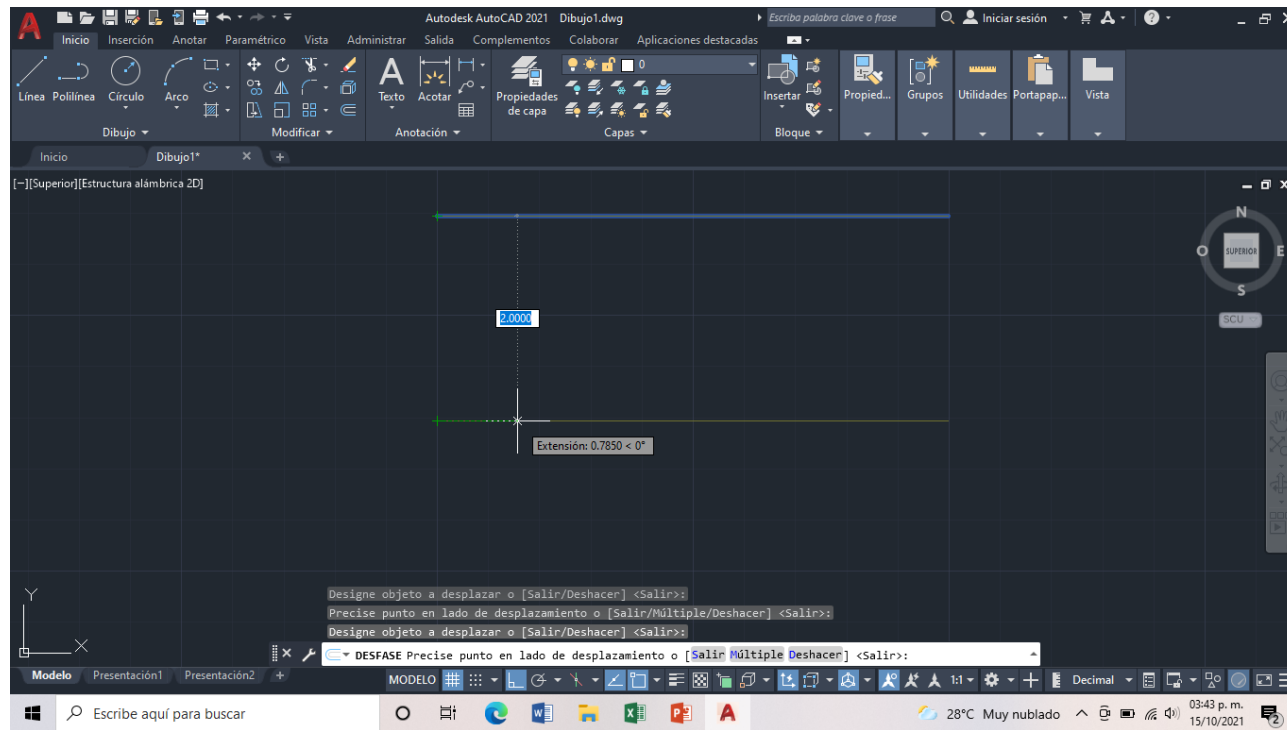 Autodesk AutoCAD 2021 Dibujo1.dwg
Escriba palabra clave o frase
Iniciar sesión
Inicio Inserción Anotar Paramétrico Vista Administrar Salida Complementos Colaborar Aplicaciones destacadas
0
Línea Polilínea Círculo Arco Texto Acotar Propiedades de capa Insertar Propied... Grupos Utilidades Portapap... Vista
Dibujo Modificar Anotación Capas Bloque
Inicio Dibujo1*
[−][Superior][Estructura alámbrica 2D]
N
O SUPERIOR E
S
SCU
2.0000
Extensión: 0.7850 < 0°
Y
X
Designe objeto a desplazar o [Salir/Deshacer] <Salir>:
Precise punto en lado de desplazamiento o [Salir/Múltiple/Deshacer] <Salir>:
Designe objeto a desplazar o [Salir/Deshacer] <Salir>:
DESFASE Precise punto en lado de desplazamiento o [Salir Múltiple Deshacer] <Salir>:
Modelo Presentación1 Presentación2 + MODELO 1:1 Decimal
Escribe aquí para buscar
28°C Muy nublado
03:43 p. m.
15/10/2021
2